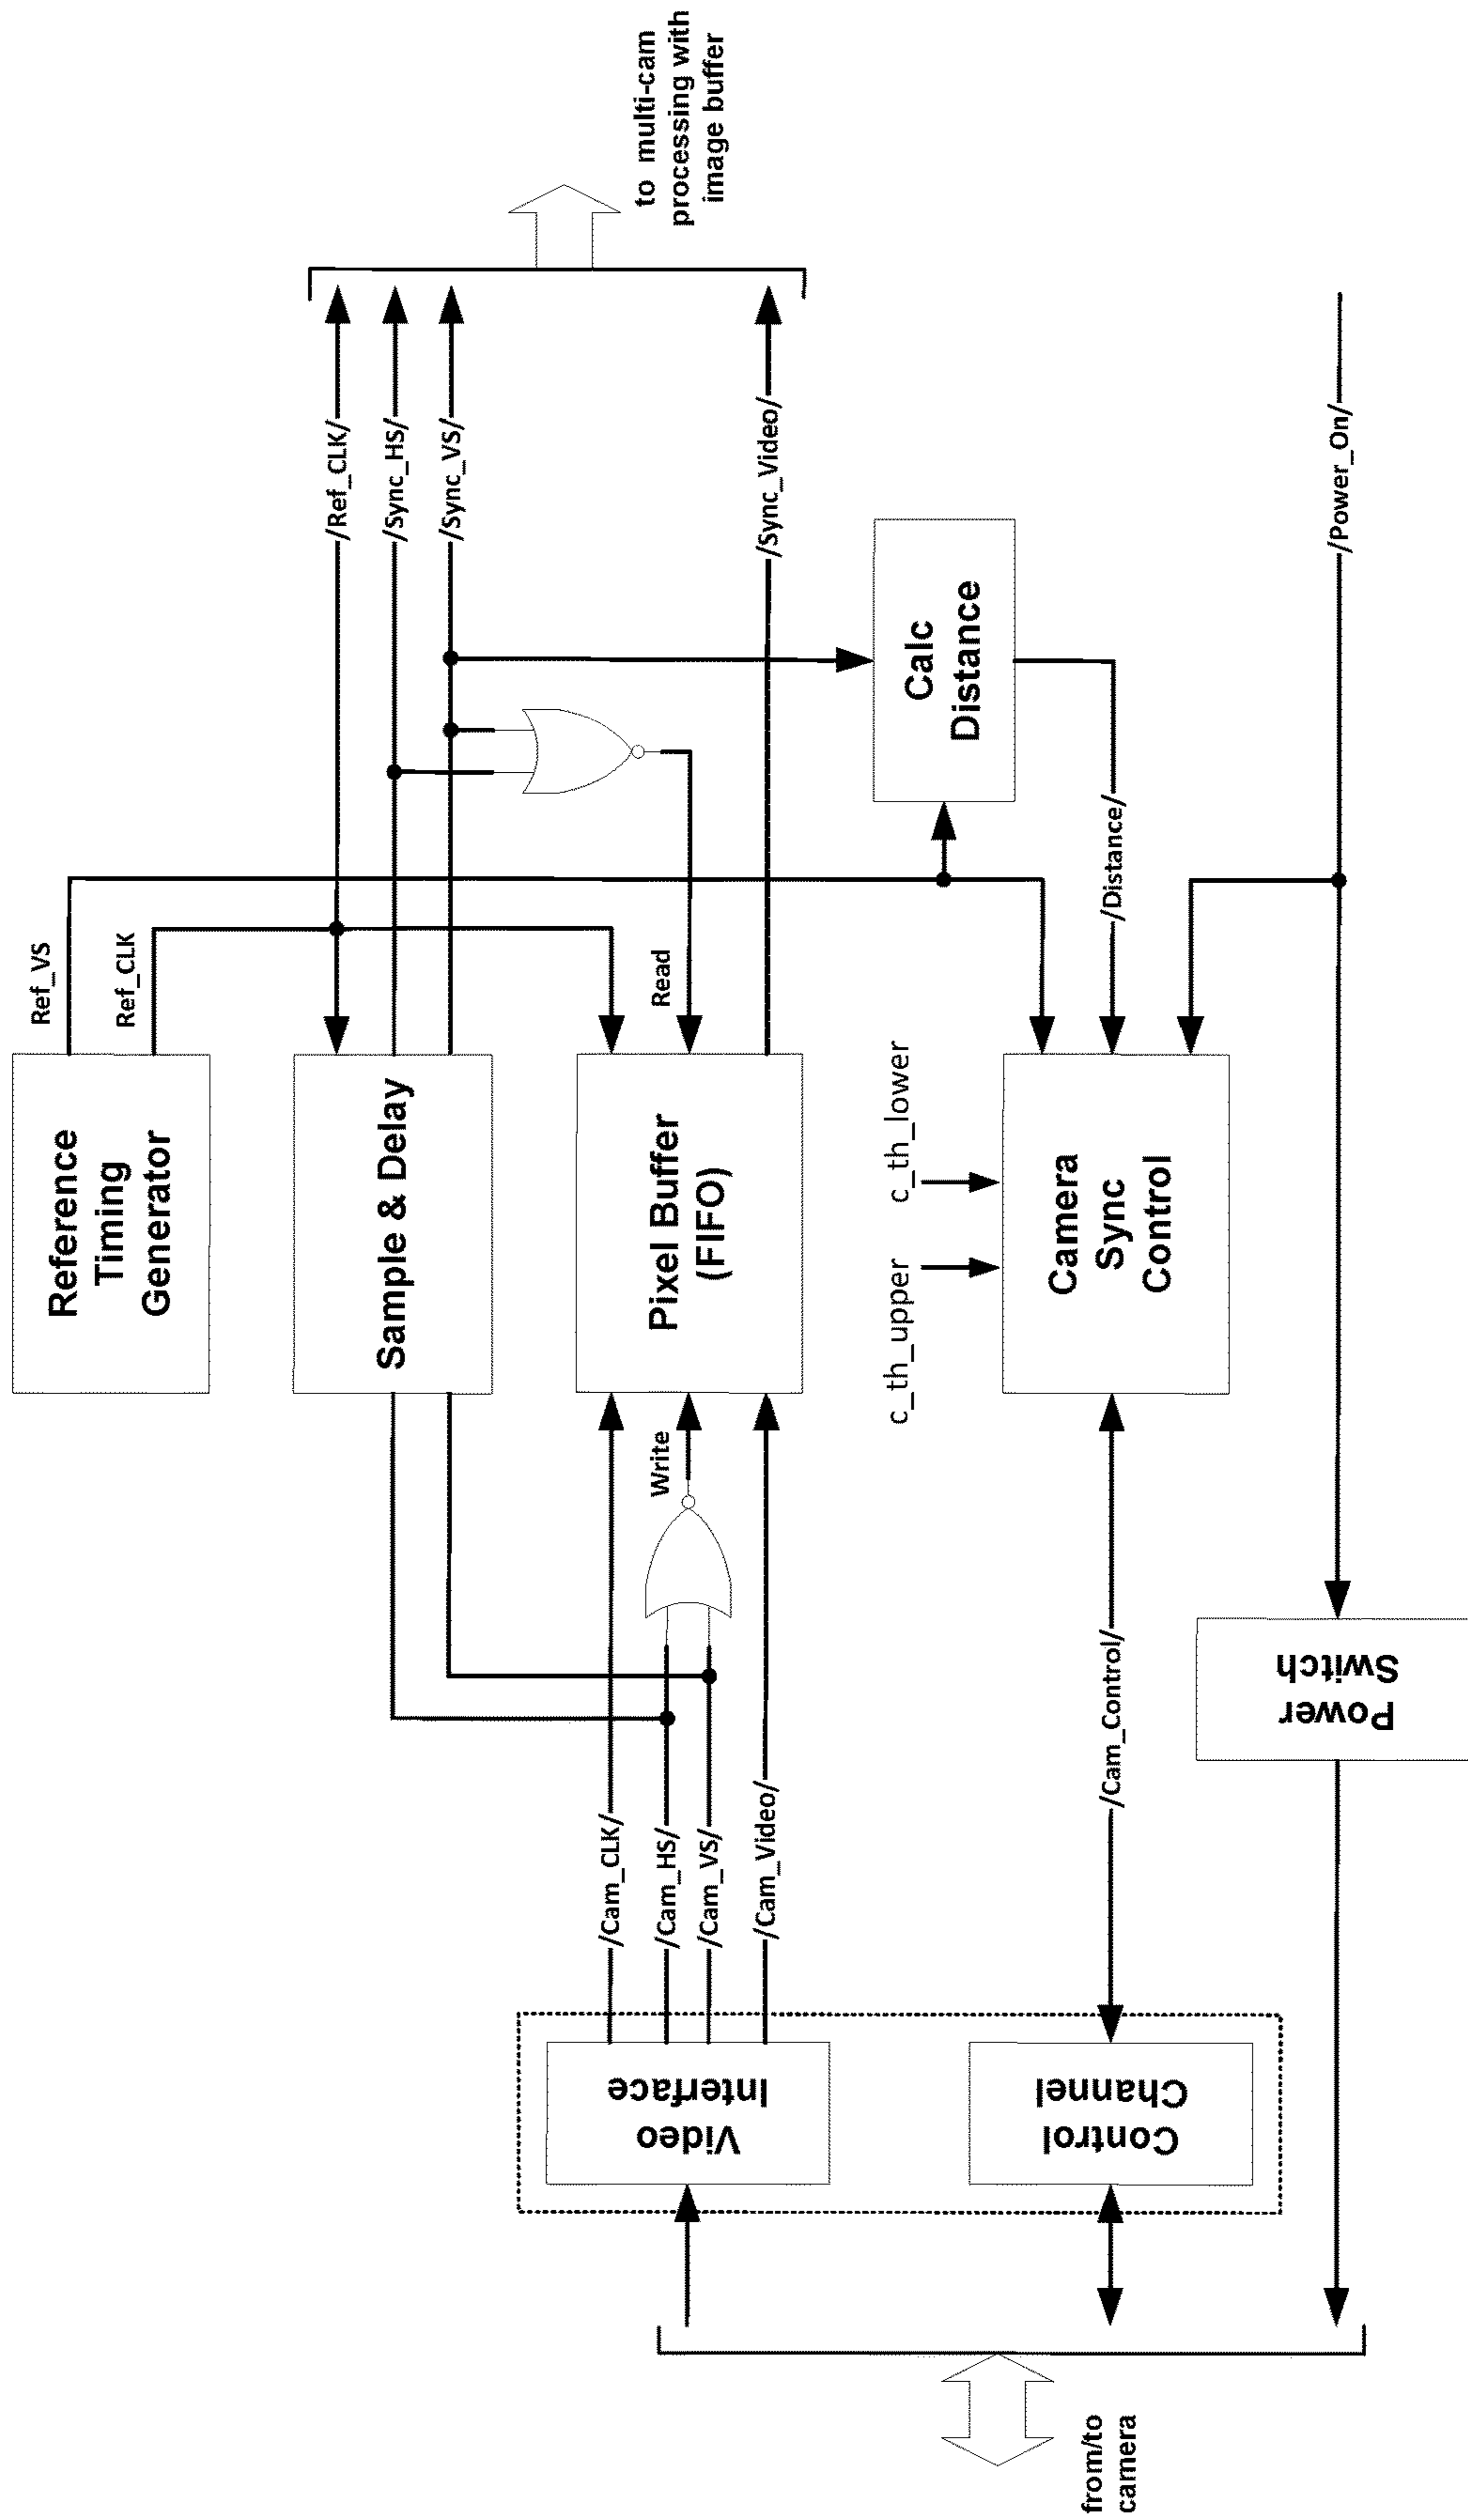 Reference
Timing
Generator
Ref_VS
Ref_CLK
Sample & Delay
/Ref_CLK/
/Sync_HS/
/Sync_VS/
to multi-cam
processing with
image buffer
Pixel Buffer
(FIFO)
Write
Read
/Sync_Video/
/Cam_CLK/
/Cam_HS/
/Cam_VS/
/Cam_Video/
Video
Interface
Calc
Distance
/Distance/
c_th_upper
c_th_lower
Camera
Sync
Control
/Cam_Control/
Control
Channel
/Power_On/
Power
Switch
from/to
camera